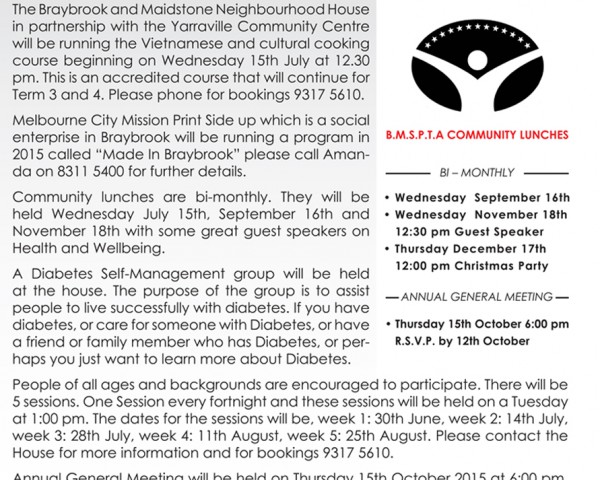 The Braybrook and Maidstone Neighbourhood House
in partnership with the Yarraville Community Centre
will be running the Vietnamese and cultural cooking
course beginning on Wednesday 15th July at 12.30
pm. This is an accredited course that will continue for
Term 3 and 4. Please phone for bookings 9317 5610.
Melbourne City Mission Print Side up which is a social
enterprise in Braybrook will be running a program in
2015 called “Made In Braybrook” please call Aman-
da on 8311 5400 for further details.
Community lunches are bi-monthly. They will be
held Wednesday July 15th, September 16th and
November 18th with some great guest speakers on
Health and Wellbeing.
A Diabetes Self-Management group will be held
at the house. The purpose of the group is to assist
people to live successfully with diabetes. If you have
diabetes, or care for someone with Diabetes, or have
a friend or family member who has Diabetes, or per-
haps you just want to learn more about Diabetes.
B.M.S.P.T.A COMMUNITY LUNCHES
BI – MONTHLY
• Wednesday September 16th
• Wednesday November 18th
12:30 pm Guest Speaker
• Thursday December 17th
12:00 pm Christmas Party
ANNUAL GENERAL MEETING
• Thursday 15th October 6:00 pm
R.S.V.P. by 12th October
People of all ages and backgrounds are encouraged to participate. There will be
5 sessions. One Session every fortnight and these sessions will be held on a Tuesday
at 1:00 pm. The dates for the sessions will be, week 1: 30th June, week 2: 14th July,
week 3: 28th July, week 4: 11th August, week 5: 25th August. Please contact the
House for more information and for bookings 9317 5610.
Annual General Meeting will be held on Thursday 15th October 2015 at 6:00 pm.